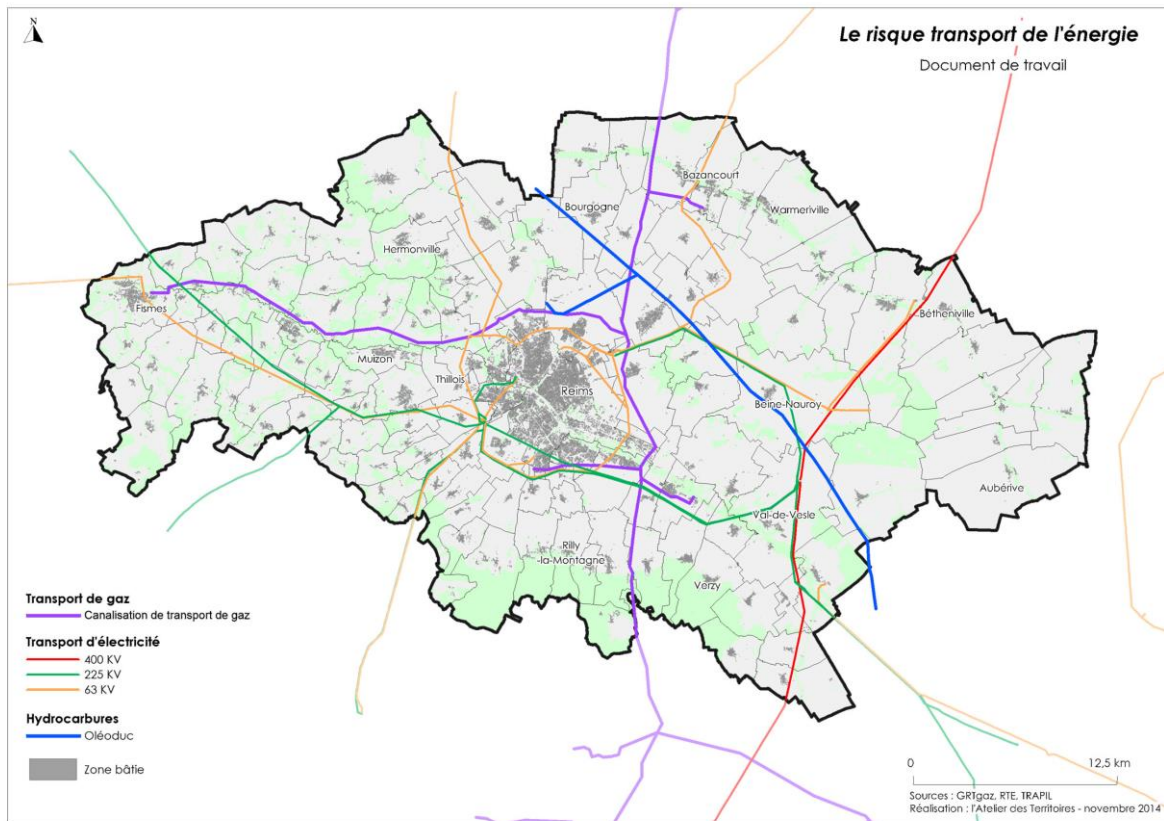 N
Le risque transport de l'énergie
Document de travail
Bazancourt
Bourgogne
Warmeriville
Hermonville
Fismes
Bétheniville
Muizon
Thillois
Reims
Beine-Nauroy
Aubérive
Val-de-Vesle
Rilly
-la-Montagne
Verzy
Transport de gaz
Canalisation de transport de gaz
Transport d'électricité
400 KV
225 KV
63 KV
Hydrocarbures
Oléoduc
Zone bâtie
0
12,5 km
Sources : GRTgaz, RTE, TRAPIL
Réalisation : l'Atelier des Territoires - novembre 2014